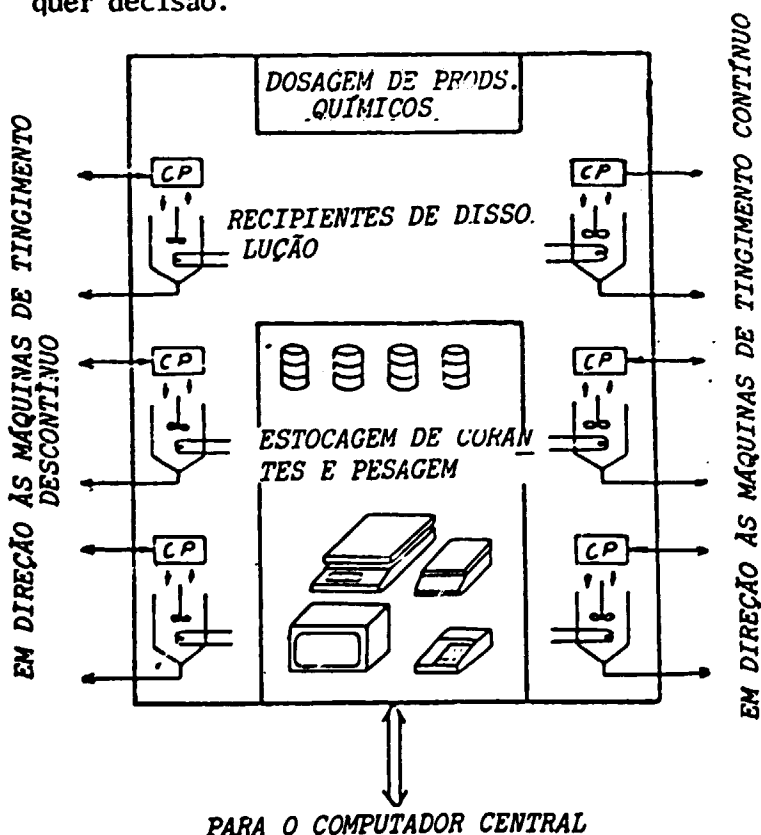 quer decisão.
DOSAGEM DE PRODS.
QUÍMICOS.
CP
CP
RECIPIENTES DE DISSO.
LUÇÃO
CP
CP
ESTOCAGEM DE CORAN
TES E PESAGEM
CP
CP
EM DIREÇÃO ÀS MÁQUINAS DE TINGIMENTO
DESCONTÍNUO
EM DIREÇÃO ÀS MÁQUINAS DE TINGIMENTO CONTÍNUO
PARA O COMPUTADOR CENTRAL